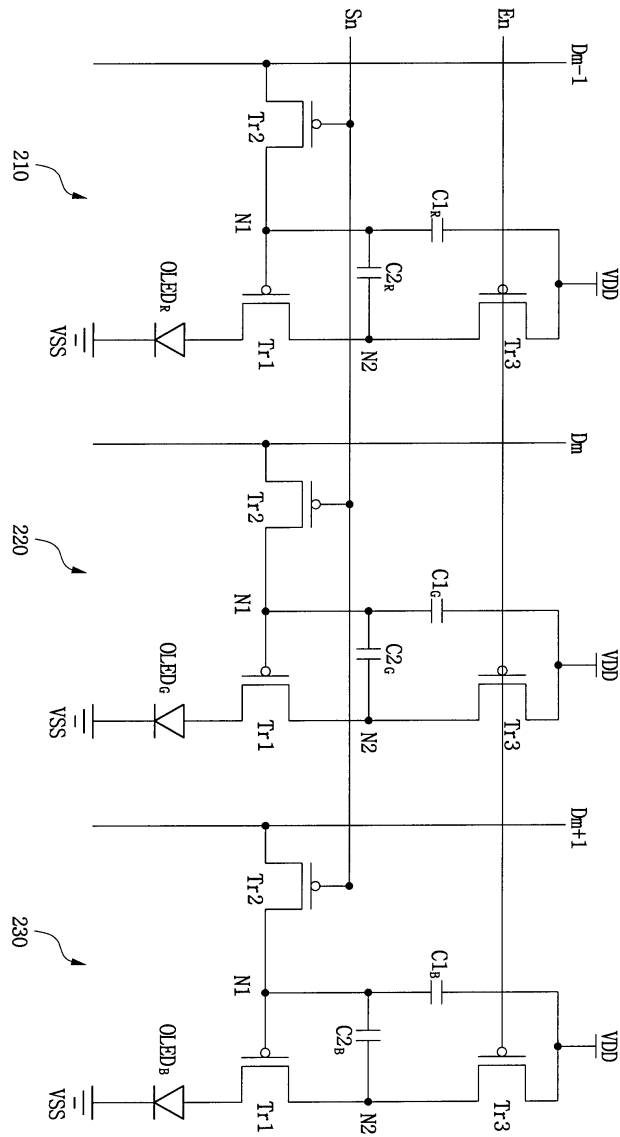 Sn
En
Dm-1
Tr2
210
N1
C1R
C2R
VDD
OLEDR
VSS
Tr1
N2
Tr3
Dm
Tr2
220
N1
C1G
C2G
VDD
OLEDG
VSS
Tr1
N2
Tr3
Dm+1
Tr2
230
N1
C1B
C2B
VDD
OLEDB
VSS
Tr1
N2
Tr3